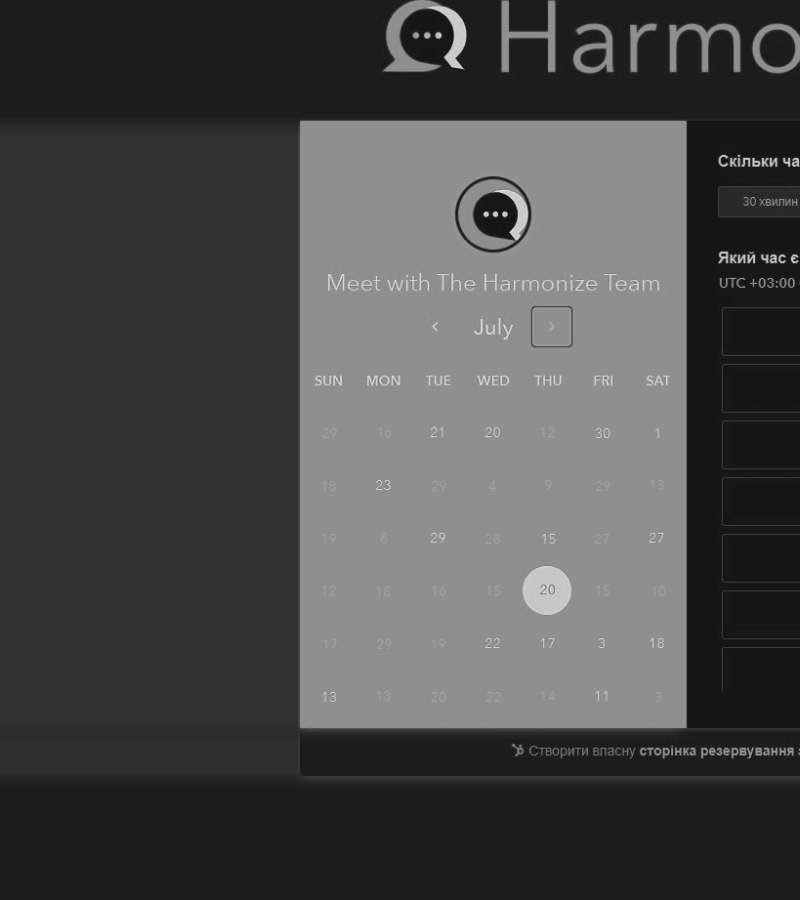 Harmo
Meet with The Harmonize Team
July
SUN MON TUE WED THU FRI SAT
29 16 21 20 12 30 1
18 23 29 4 9 29 13
19 8 29 28 15 27 27
12 18 16 15 20 15 10
17 29 19 22 17 3 18
13 13 20 22 14 11 3
Скільки ча
30 хвилин
Який час є
UTC +03:00
Створити власну сторінка резервування з